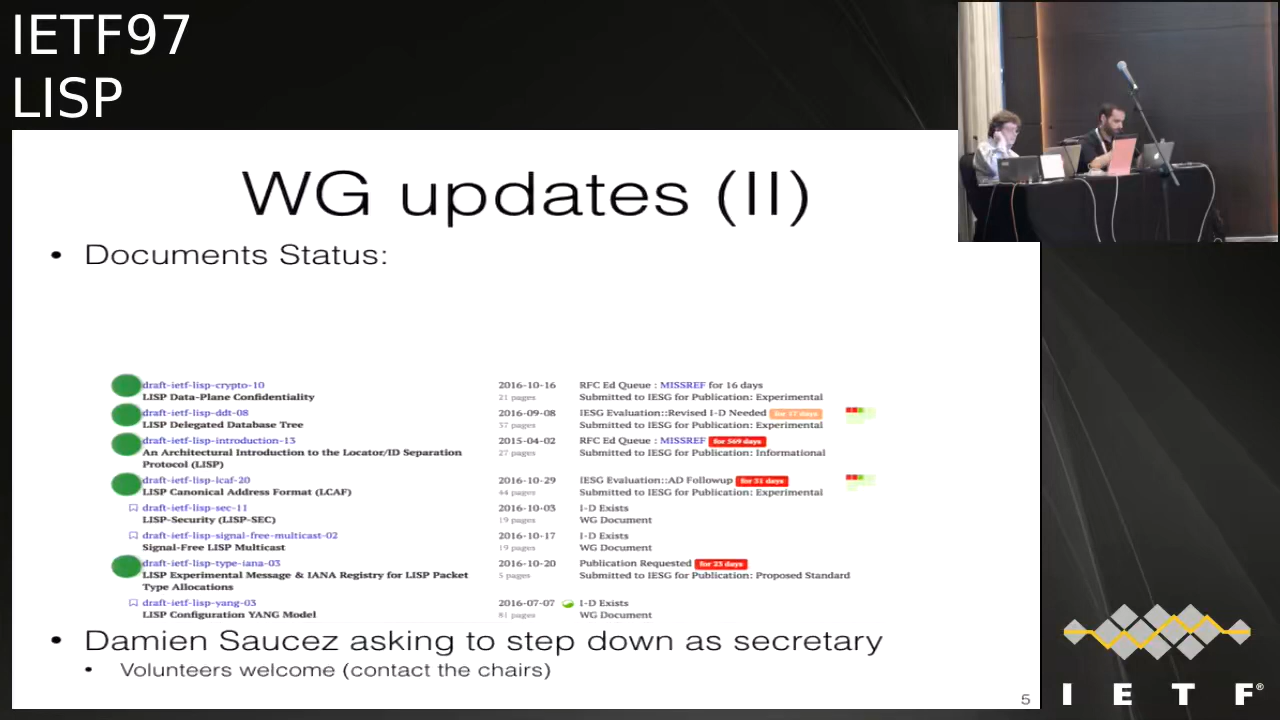 IETF97
LISP
WG updates (II)
• Documents Status:
draft-ietf-lisp-crypto-10 2016-10-16 RFC Ed Queue : MISSREF for 16 days
LISP Data-Plane Confidentiality 21 pages Submitted to IESG for Publication: Experimental
draft-ietf-lisp-ddt-08 2016-09-08 IESG Evaluation::Revised I-D Needed
LISP Delegated Database Tree 37 pages Submitted to IESG for Publication: Experimental
draft-ietf-lisp-introduction-13 2015-04-02 RFC Ed Queue : MISSREF for 569 days
An Architectural Introduction to the Locator/ID Separation 27 pages Submitted to IESG for Publication: Informational
Protocol (LISP)
draft-ietf-lisp-lcaf-20 2016-10-29 IESG Evaluation::AD Followup for 31 days
LISP Canonical Address Format (LCAF) 44 pages Submitted to IESG for Publication: Experimental
draft-ietf-lisp-sec-11 2016-10-03 I-D Exists
LISP-Security (LISP-SEC) 19 pages WG Document
draft-ietf-lisp-signal-free-multicast-02 2016-10-17 I-D Exists
Signal-Free LISP Multicast 19 pages WG Document
draft-ietf-lisp-type-iana-03 2016-10-20 Publication Requested for 23 days
LISP Experimental Message & IANA Registry for LISP Packet 5 pages Submitted to IESG for Publication: Proposed Standard
Type Allocations
draft-ietf-lisp-yang-03 2016-07-07 I-D Exists
LISP Configuration YANG Model 81 pages WG Document
• Damien Saucez asking to step down as secretary
• Volunteers welcome (contact the chairs)
5
IETF®